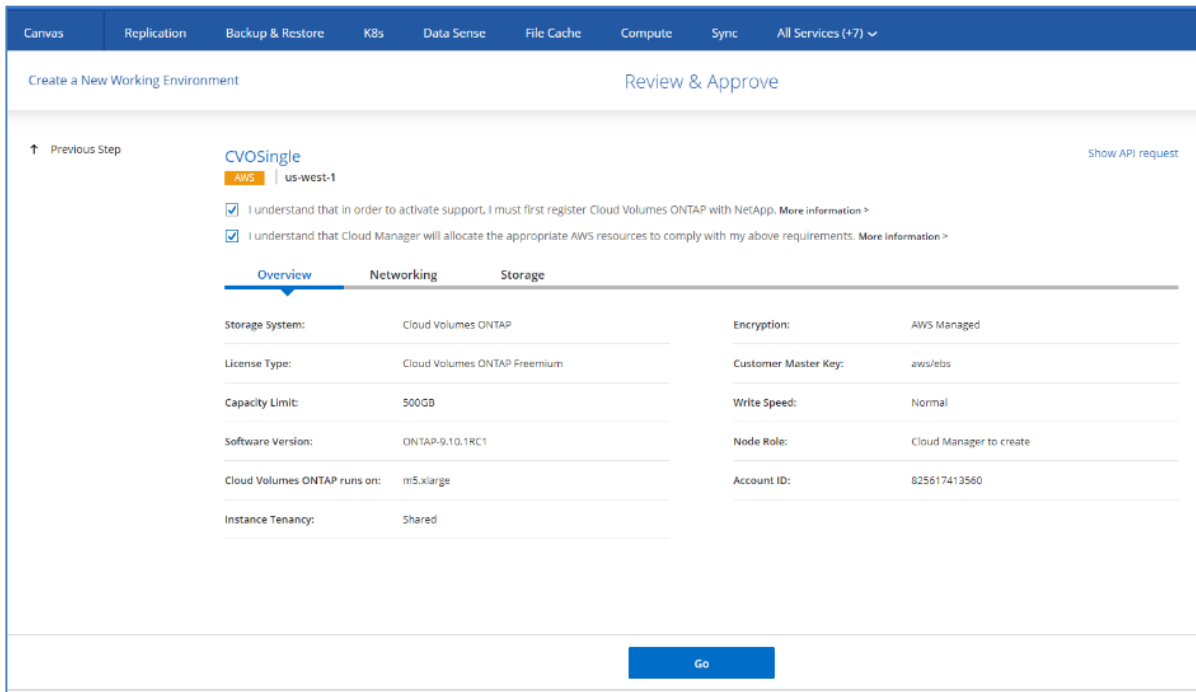 Canvas Replication Backup & Restore K8s Data Sense File Cache Compute Sync All Services (+7)
Create a New Working Environment Review & Approve
↑ Previous Step
CVOSingle Show API request
AWS | us-west-1
I understand that in order to activate support, I must first register Cloud Volumes ONTAP with NetApp. More information >
I understand that Cloud Manager will allocate the appropriate AWS resources to comply with my above requirements. More information >
Overview Networking Storage
Storage System: Cloud Volumes ONTAP Encryption: AWS Managed
License Type: Cloud Volumes ONTAP Freemium Customer Master Key: aws/ebs
Capacity Limit: 500GB Write Speed: Normal
Software Version: ONTAP-9.10.1RC1 Node Role: Cloud Manager to create
Cloud Volumes ONTAP runs on: m5.xlarge Account ID: 825617413560
Instance Tenancy: Shared
Go